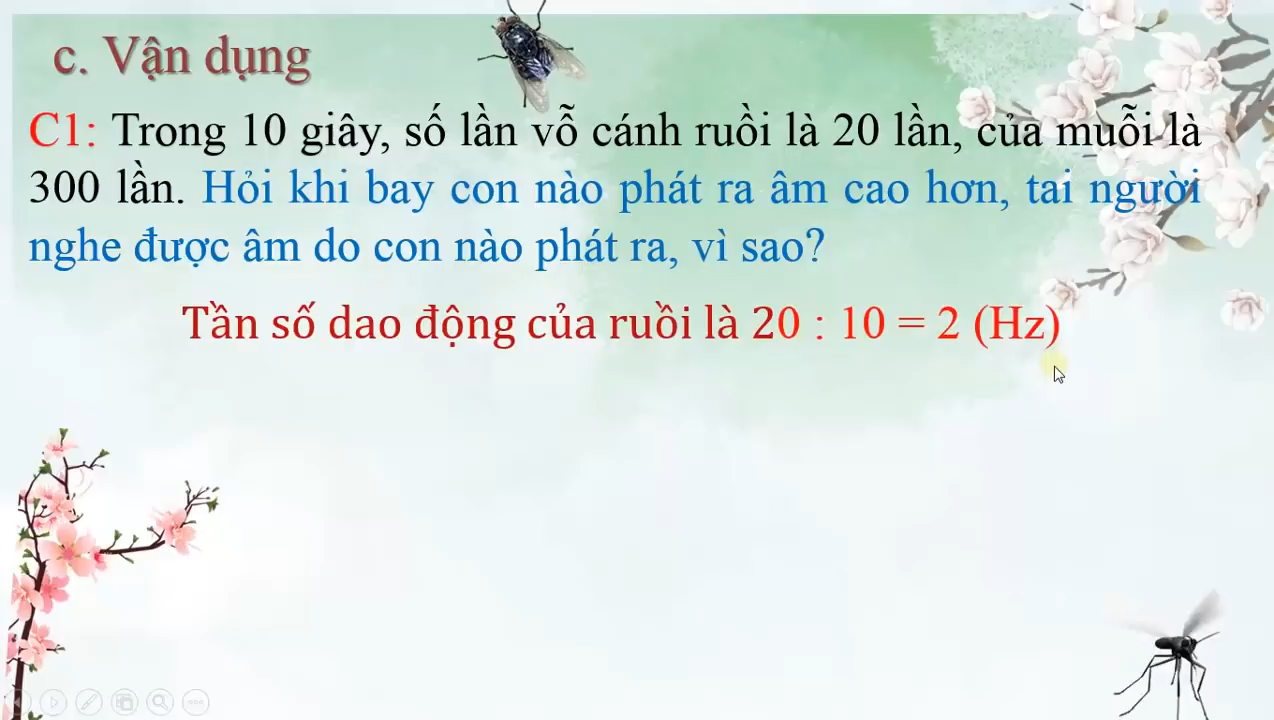 c. Vận dụng
C1: Trong 10 giây, số lần vỗ cánh ruồi là 20 lần, của muỗi là
300 lần. Hỏi khi bay con nào phát ra âm cao hơn, tai người
nghe được âm do con nào phát ra, vì sao?
Tần số dao động của ruồi là 20 : 10 = 2 (Hz)